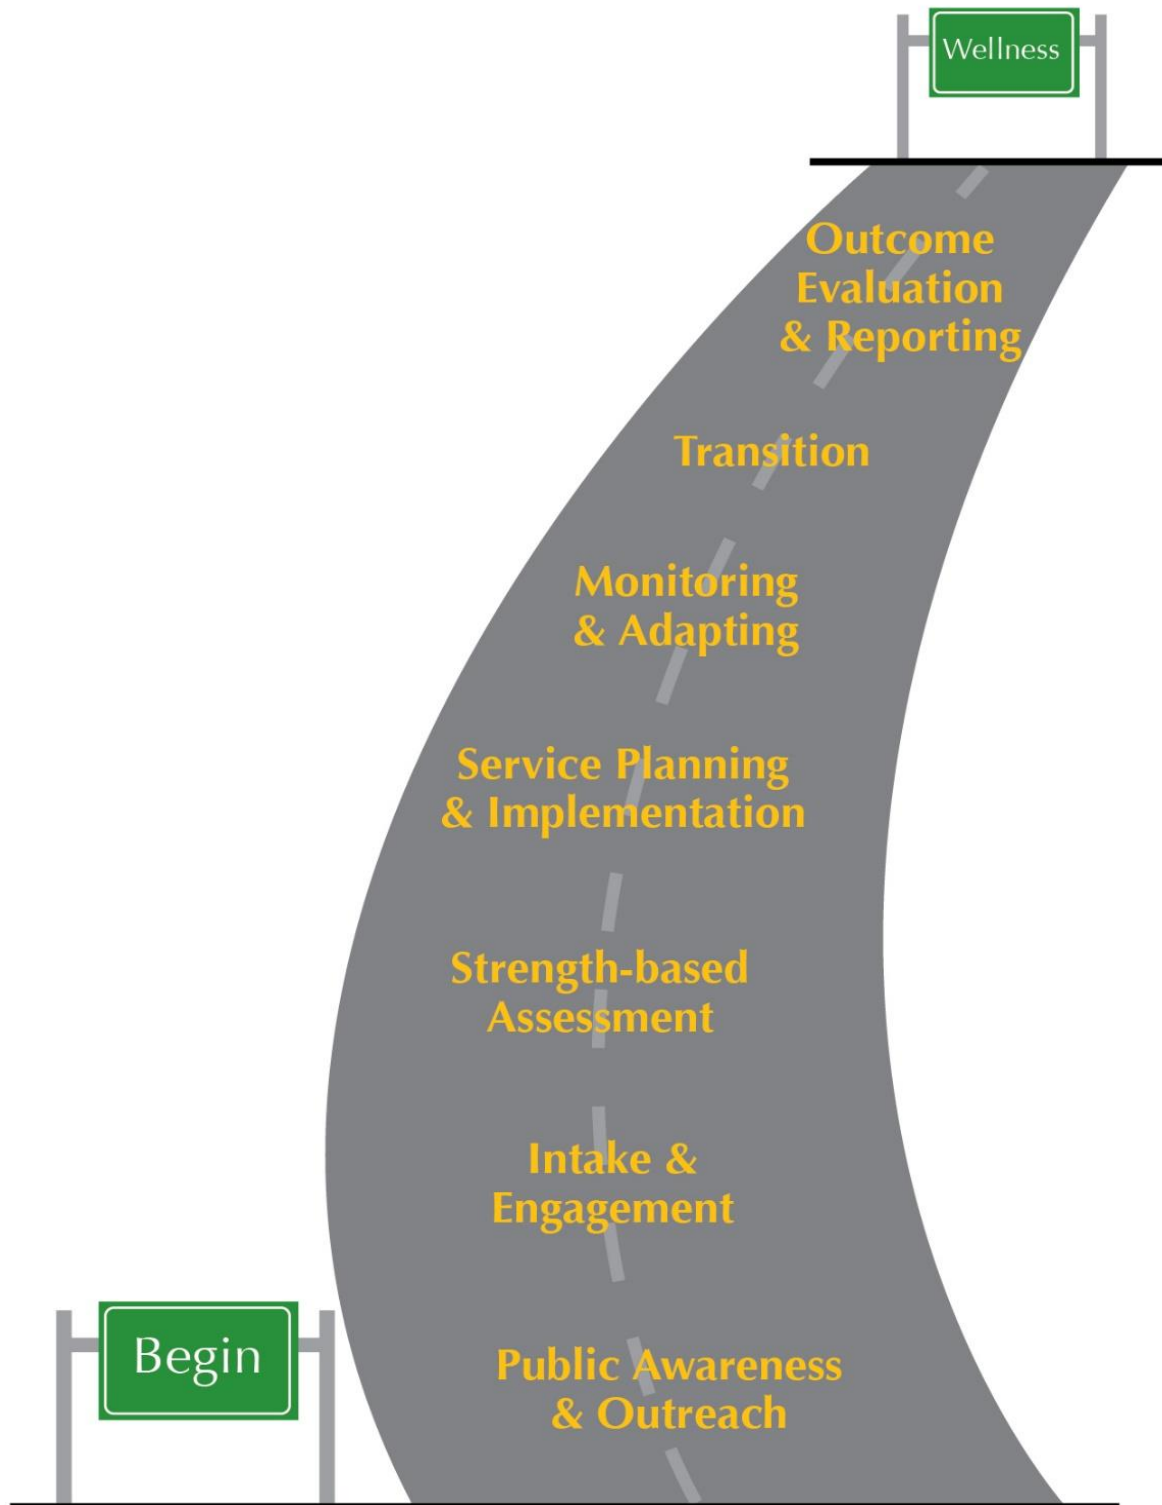 Wellness
Outcome
Evaluation
& Reporting
Transition
Monitoring
& Adapting
Service Planning
& Implementation
Strength-based
Assessment
Intake &
Engagement
Begin
Public Awareness
& Outreach